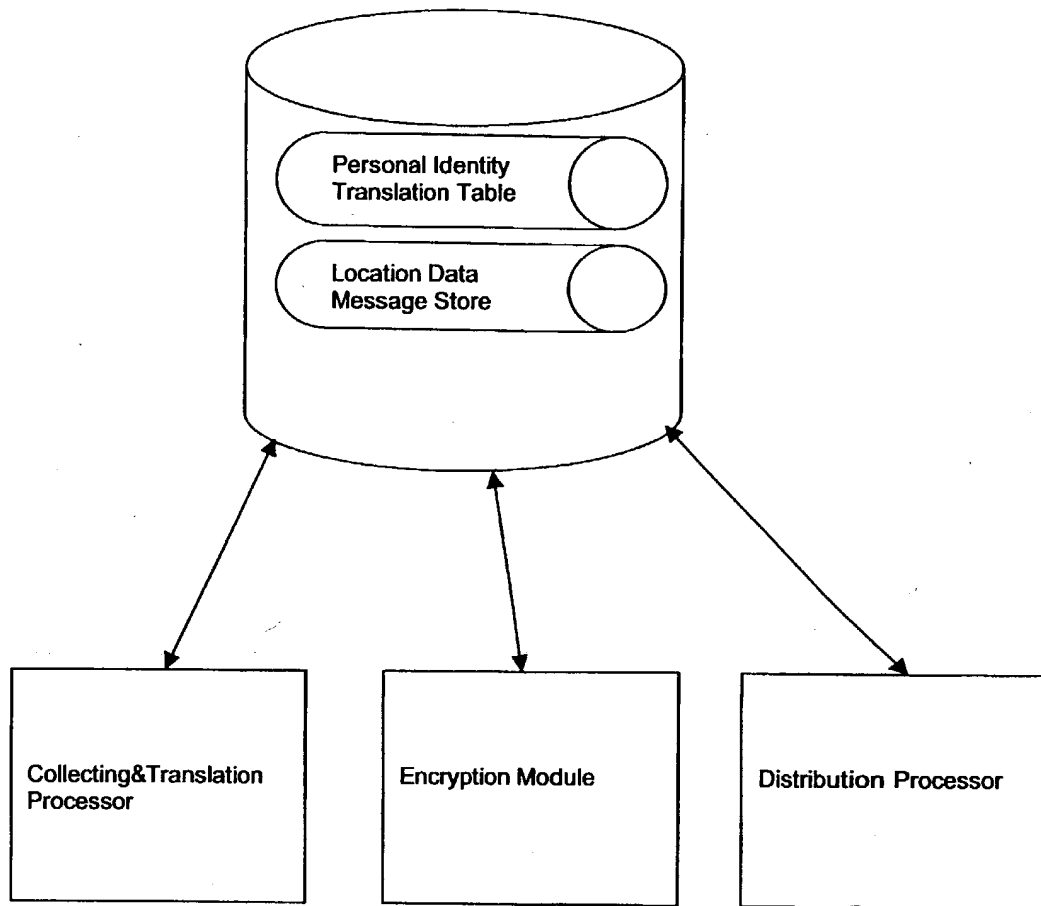 Personal Identity
Translation Table
Location Data
Message Store
Collecting&Translation
Processor
Encryption Module
Distribution Processor